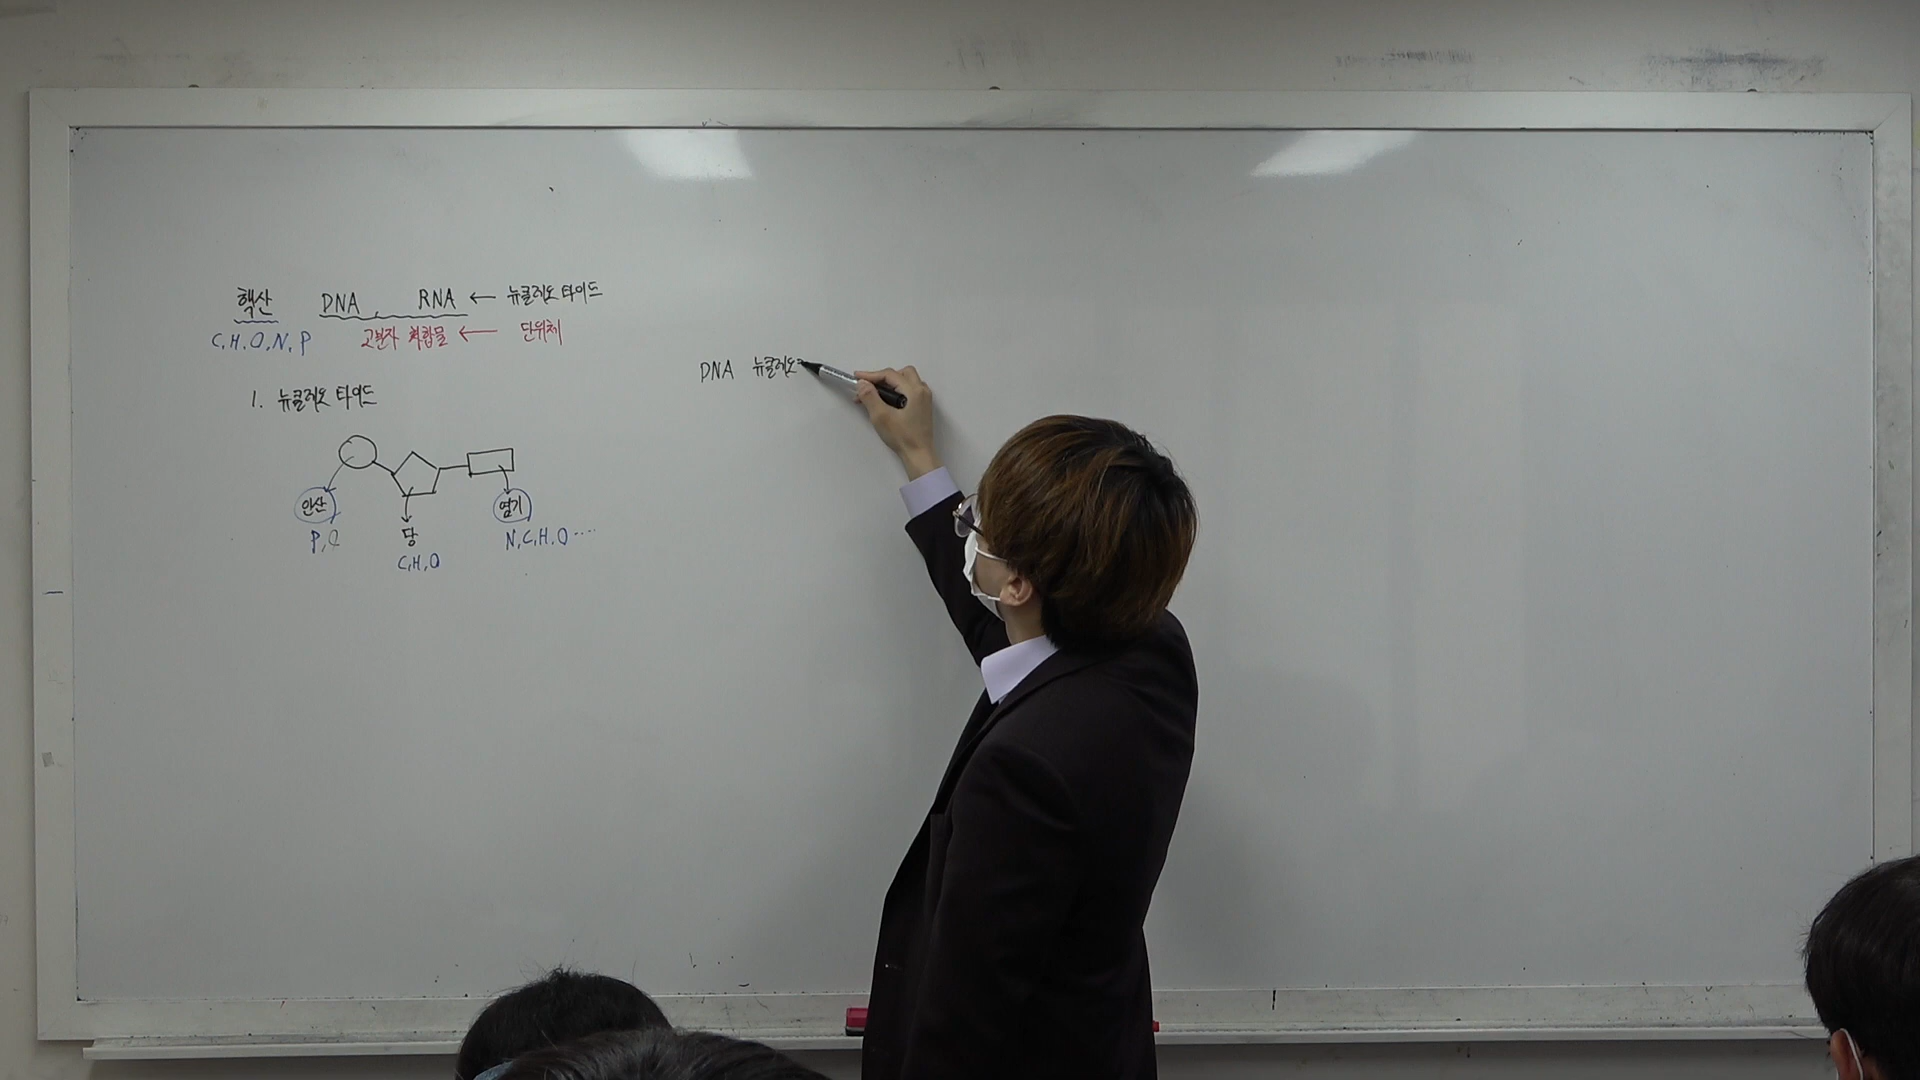 핵산 DNA , RNA ← 뉴클레오타이드
C, H, O, N, P 고분자 화합물 ← 단위체
1. 뉴클레오타이드
인산 당 염기
P, O C, H, O N, C, H, O ····
DNA 뉴클레오